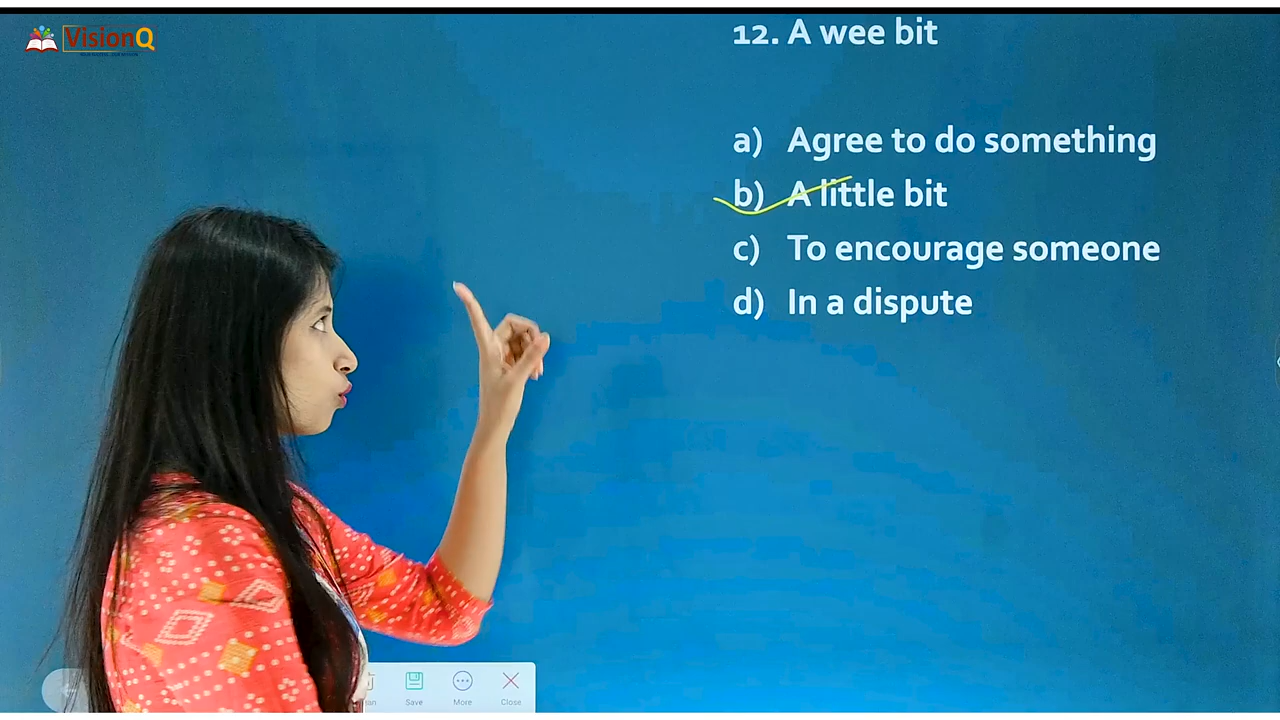 VisionQ
12. A wee bit
a) Agree to do something
b) A little bit
c) To encourage someone
d) In a dispute
Save
More
Close